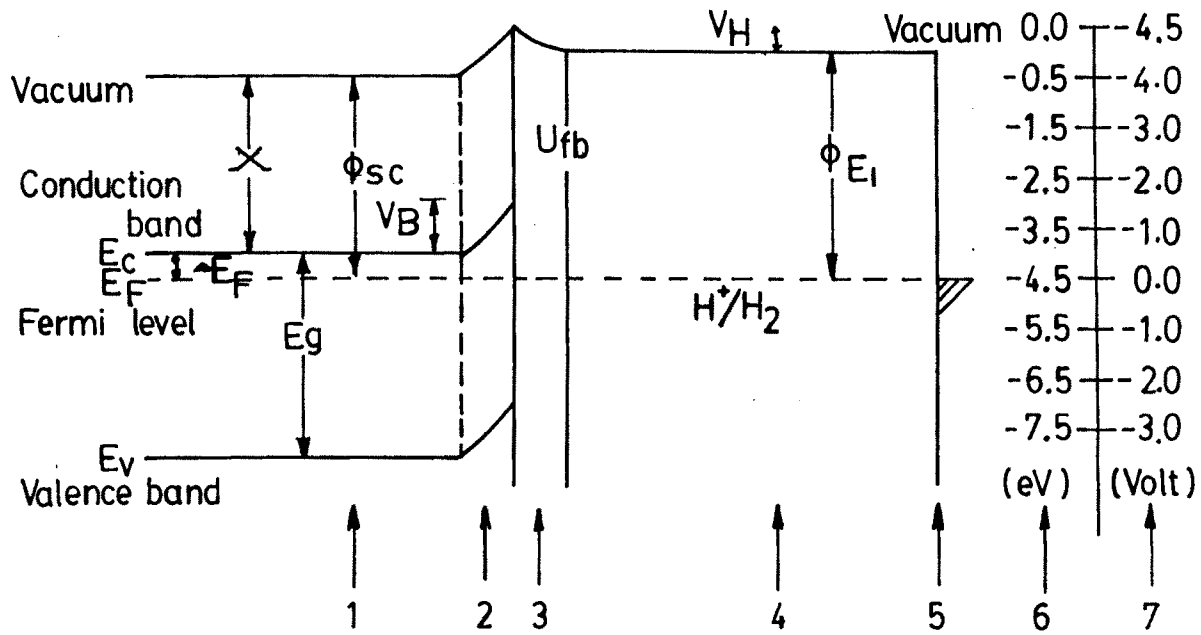 V_H
Vacuum 0.0 -4.5
Vacuum
-0.5 -4.0
-1.5 -3.0
U_fb
χ
ϕ_sc
ϕ_E1
-2.5 -2.0
Conduction
band
V_B
-3.5 -1.0
E_c
~E_F
E_F
-4.5 0.0
H⁺/H₂
Fermi level
Eg
-5.5 -1.0
-6.5 -2.0
-7.5 -3.0
E_v
Valence band
(eV) (Volt)
1 2 3 4 5 6 7